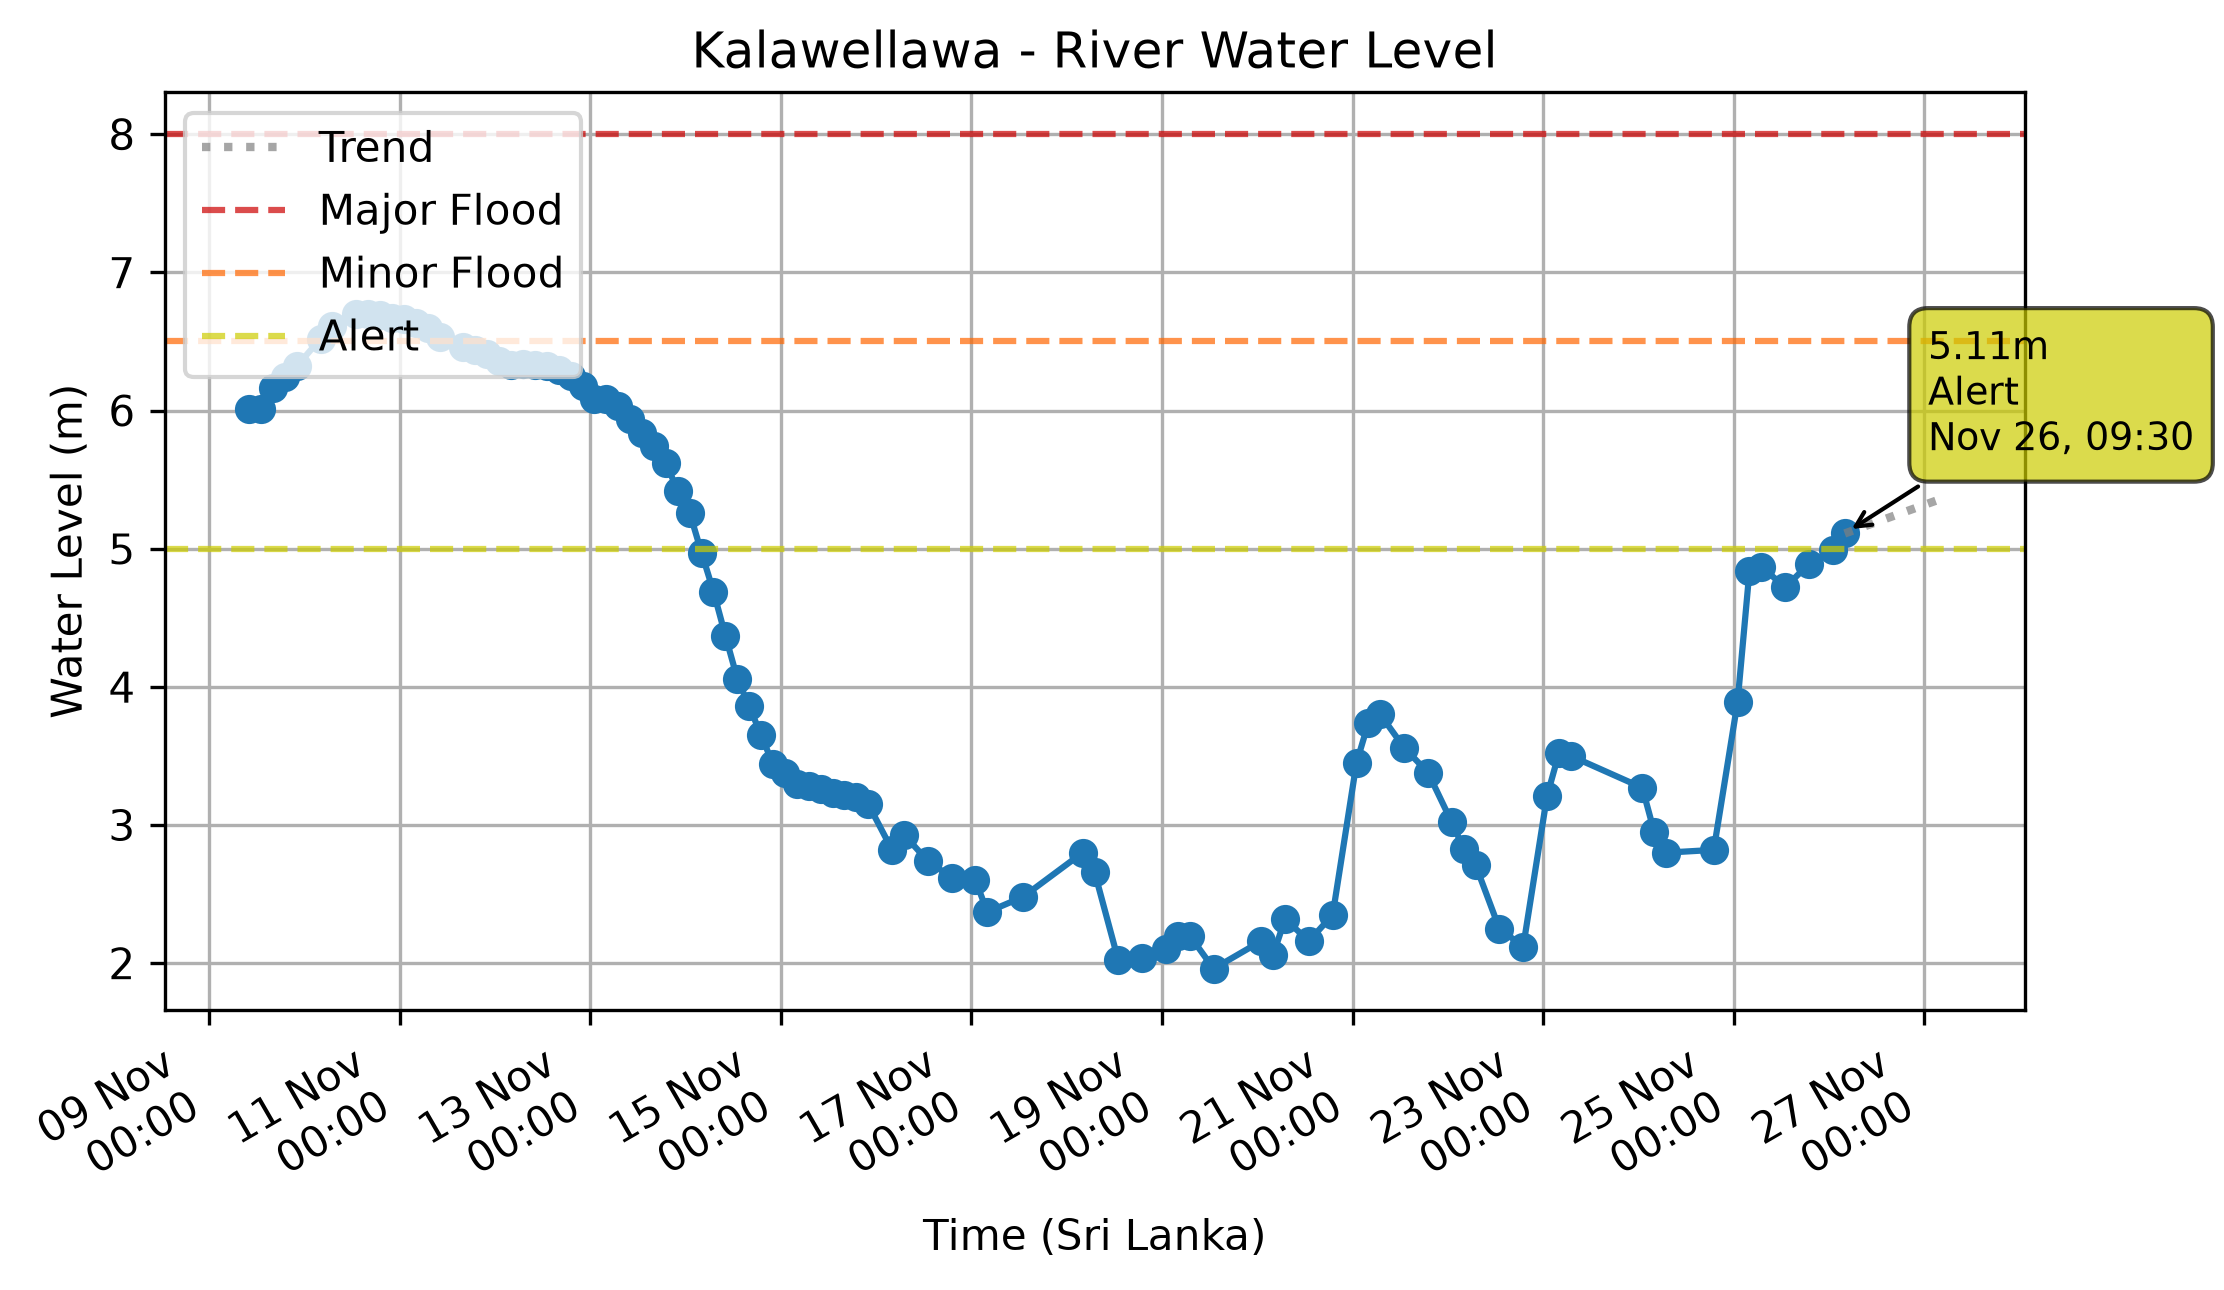 Kalawellawa - River Water Level
Trend
Major Flood
Minor Flood
Alert
5.11m
Alert
Nov 26, 09:30
Water Level (m)
8
7
6
5
4
3
2
09 Nov
00:00
11 Nov
00:00
13 Nov
00:00
15 Nov
00:00
17 Nov
00:00
19 Nov
00:00
21 Nov
00:00
23 Nov
00:00
25 Nov
00:00
27 Nov
00:00
Time (Sri Lanka)